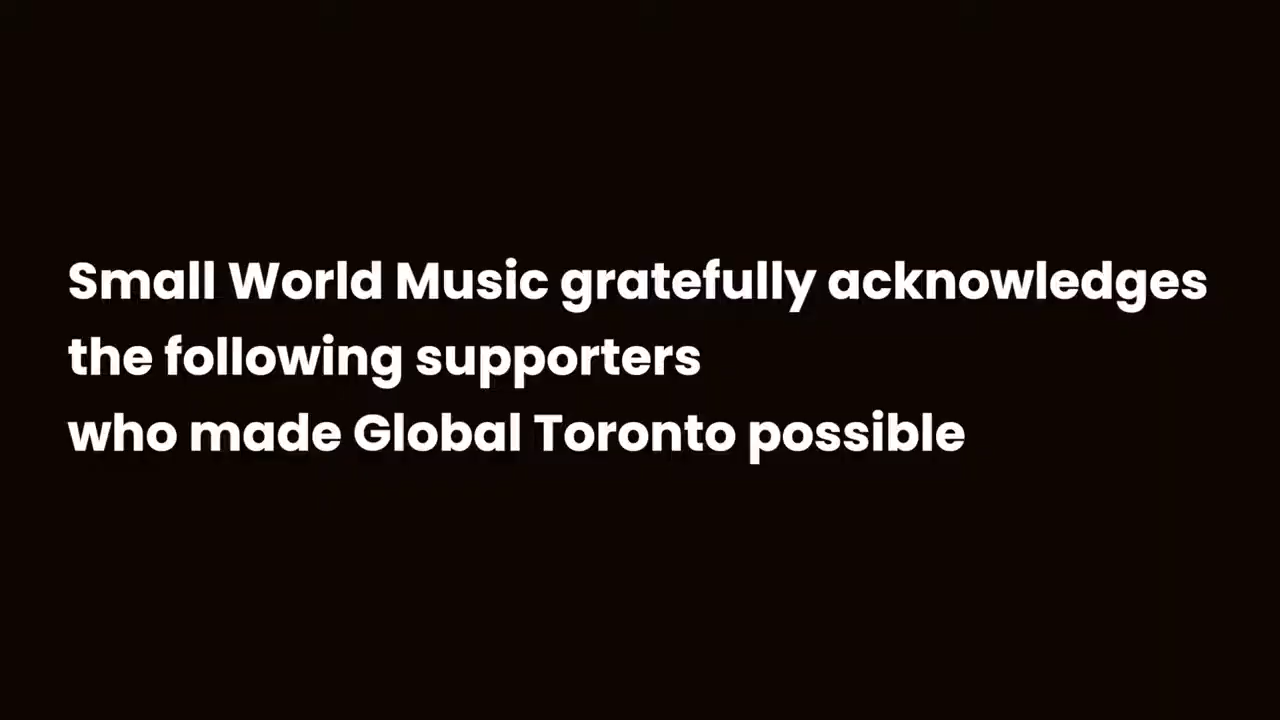 Small World Music gratefully acknowledges
the following supporters
who made Global Toronto possible